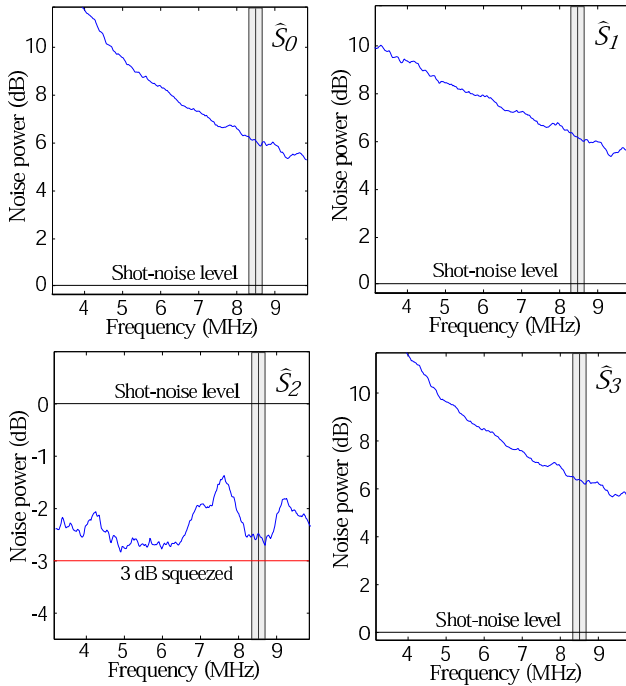 Ŝ0
Noise power (dB)
10
8
6
4
2
0
Shot-noise level
4 5 6 7 8 9
Frequency (MHz)
Ŝ1
Noise power (dB)
10
8
6
4
2
0
Shot-noise level
4 5 6 7 8 9
Frequency (MHz)
Ŝ2
Noise power (dB)
Shot-noise level
0
-1
-2
-3
-4
3 dB squeezed
4 5 6 7 8 9
Frequency (MHz)
Ŝ3
Noise power (dB)
10
8
6
4
2
0
Shot-noise level
4 5 6 7 8 9
Frequency (MHz)